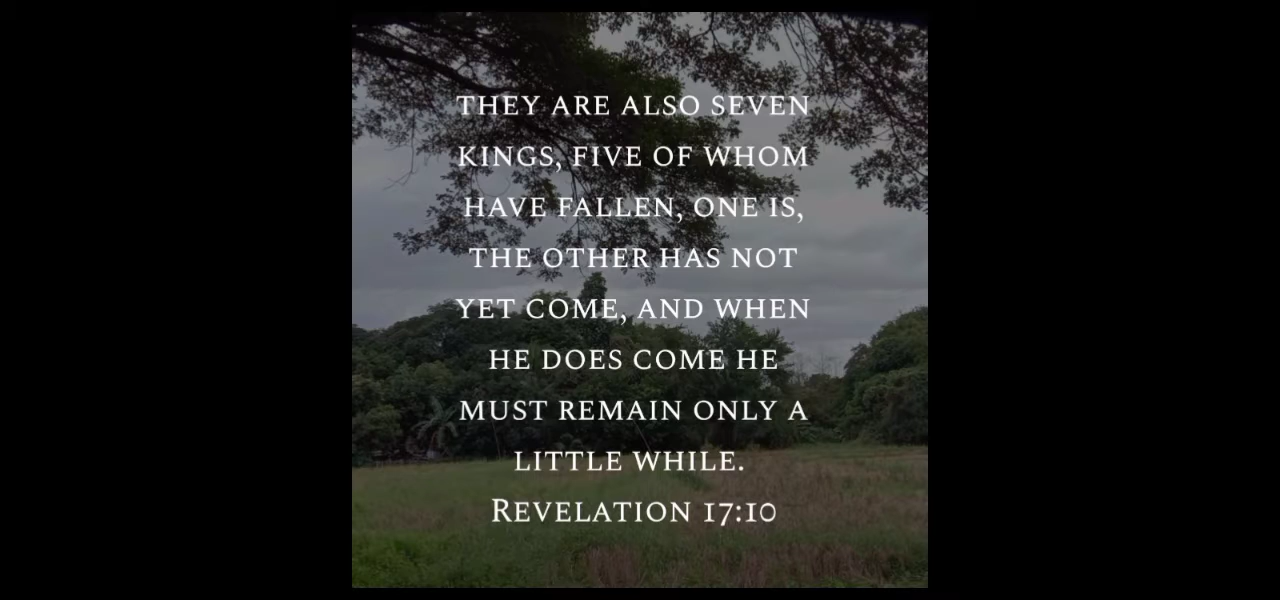 THEY ARE ALSO SEVEN
KINGS, FIVE OF WHOM
HAVE FALLEN, ONE IS,
THE OTHER HAS NOT
YET COME, AND WHEN
HE DOES COME HE
MUST REMAIN ONLY A
LITTLE WHILE.
REVELATION 17:10